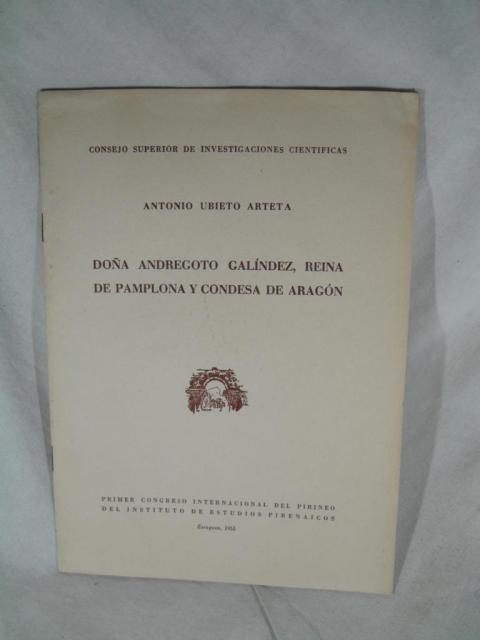 CONSEJO SUPERIOR DE INVESTIGACIONES CIENTIFICAS
ANTONIO UBIETO ARTETA
DOÑA ANDREGOTO GALÍNDEZ, REINA
DE PAMPLONA Y CONDESA DE ARAGÓN
PRIMER CONGRESO INTERNACIONAL DEL PIRINEO
DEL INSTITUTO DE ESTUDIOS PIRENAICOS
Zaragoza, 1952